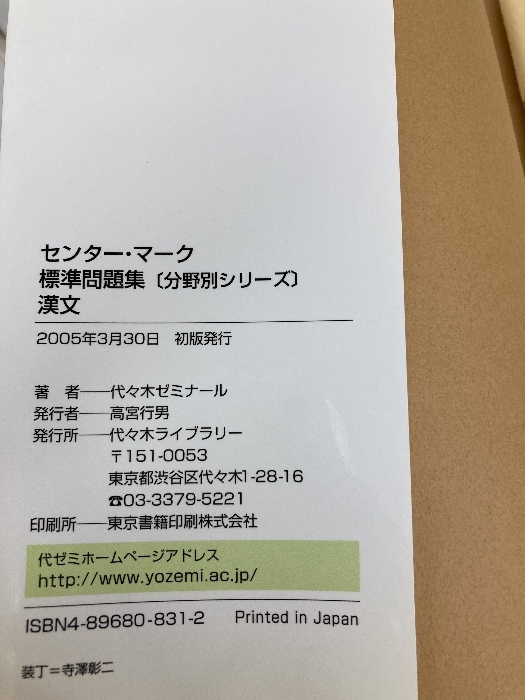 センター・マーク
標準問題集〔分野別シリーズ〕
漢文
2005年3月30日　初版発行
著　者――代々木ゼミナール
発行者――高宮行男
発行所――代々木ライブラリー
〒151-0053
東京都渋谷区代々木1-28-16
☎03-3379-5221
印刷所――東京書籍印刷株式会社
代ゼミホームページアドレス
http://www.yozemi.ac.jp/
ISBN4-89680-831-2　Printed in Japan
装丁＝寺澤彰二